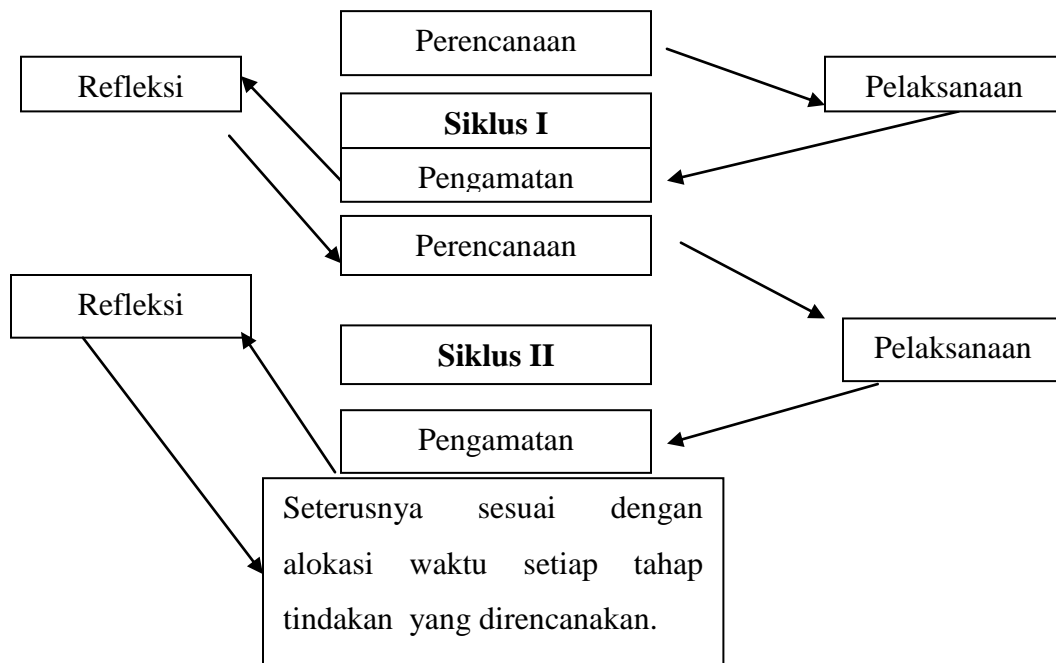 Perencanaan
Refleksi
Pelaksanaan
Siklus I
Pengamatan
Perencanaan
Refleksi
Siklus II
Pelaksanaan
Pengamatan
Seterusnya sesuai dengan
alokasi waktu setiap tahap
tindakan yang direncanakan.